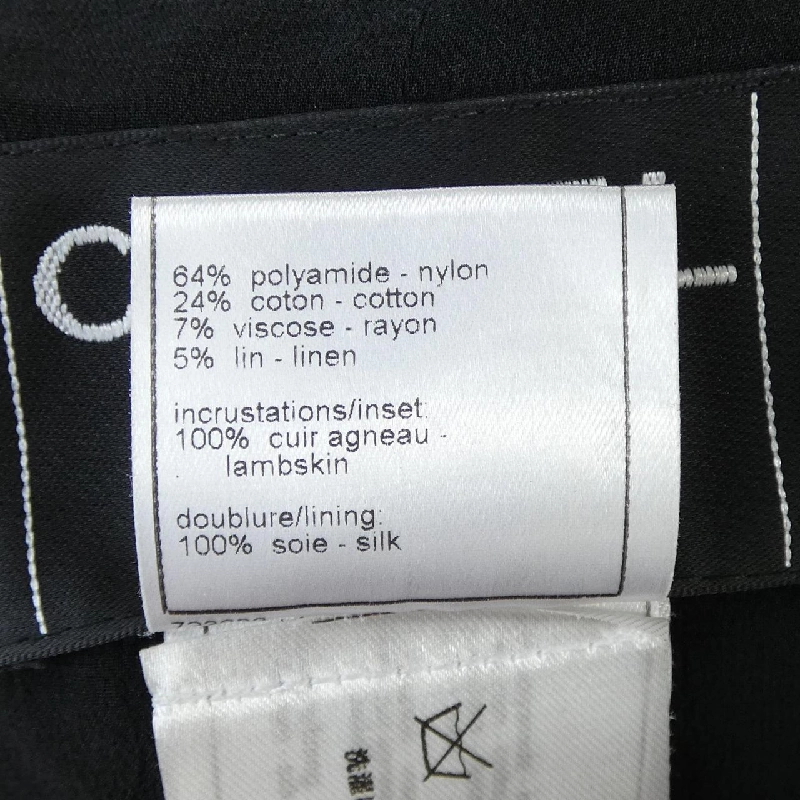 C
64% polyamide - nylon
24% coton - cotton
7% viscose - rayon
5% lin - linen
incrustations/inset:
100% cuir agneau -
lambskin
doublure/lining:
100% soie - silk